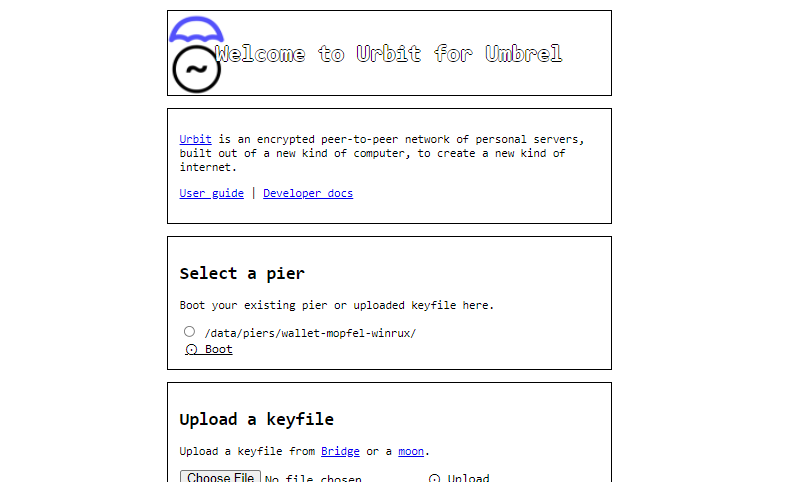 Welcome to Urbit for Umbrel
Urbit is an encrypted peer-to-peer network of personal servers,
built out of a new kind of computer, to create a new kind of
internet.
User guide | Developer docs
Select a pier
Boot your existing pier or uploaded keyfile here.
/data/piers/wallet-mopfel-winrux/
Boot
Upload a keyfile
Upload a keyfile from Bridge or a moon.
Choose File No file chosen Upload